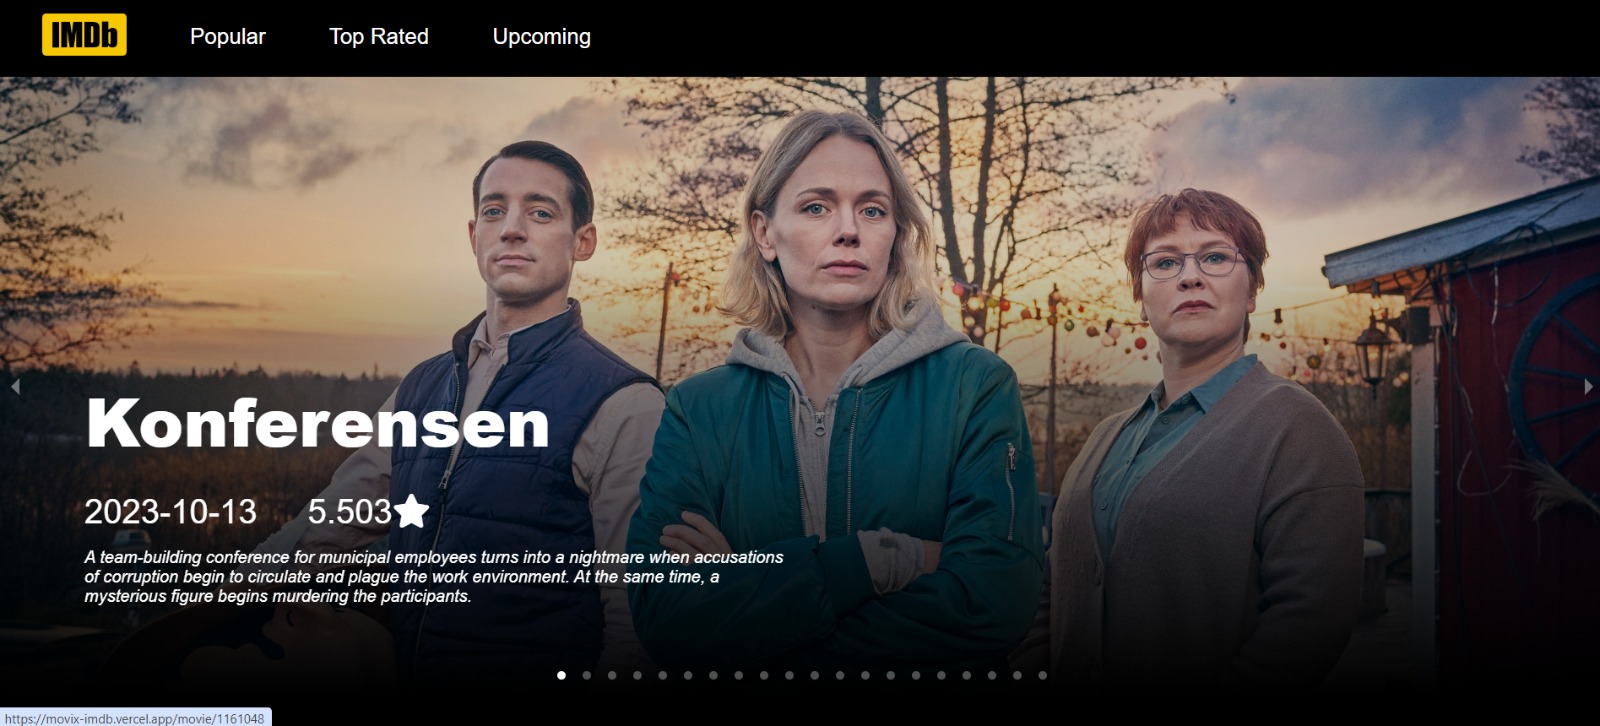 IMDb Popular Top Rated Upcoming
Konferensen
2023-10-13 5.503
A team-building conference for municipal employees turns into a nightmare when accusations
of corruption begin to circulate and plague the work environment. At the same time, a
mysterious figure begins murdering the participants.
https://movix-imdb.vercel.app/movie/1161048